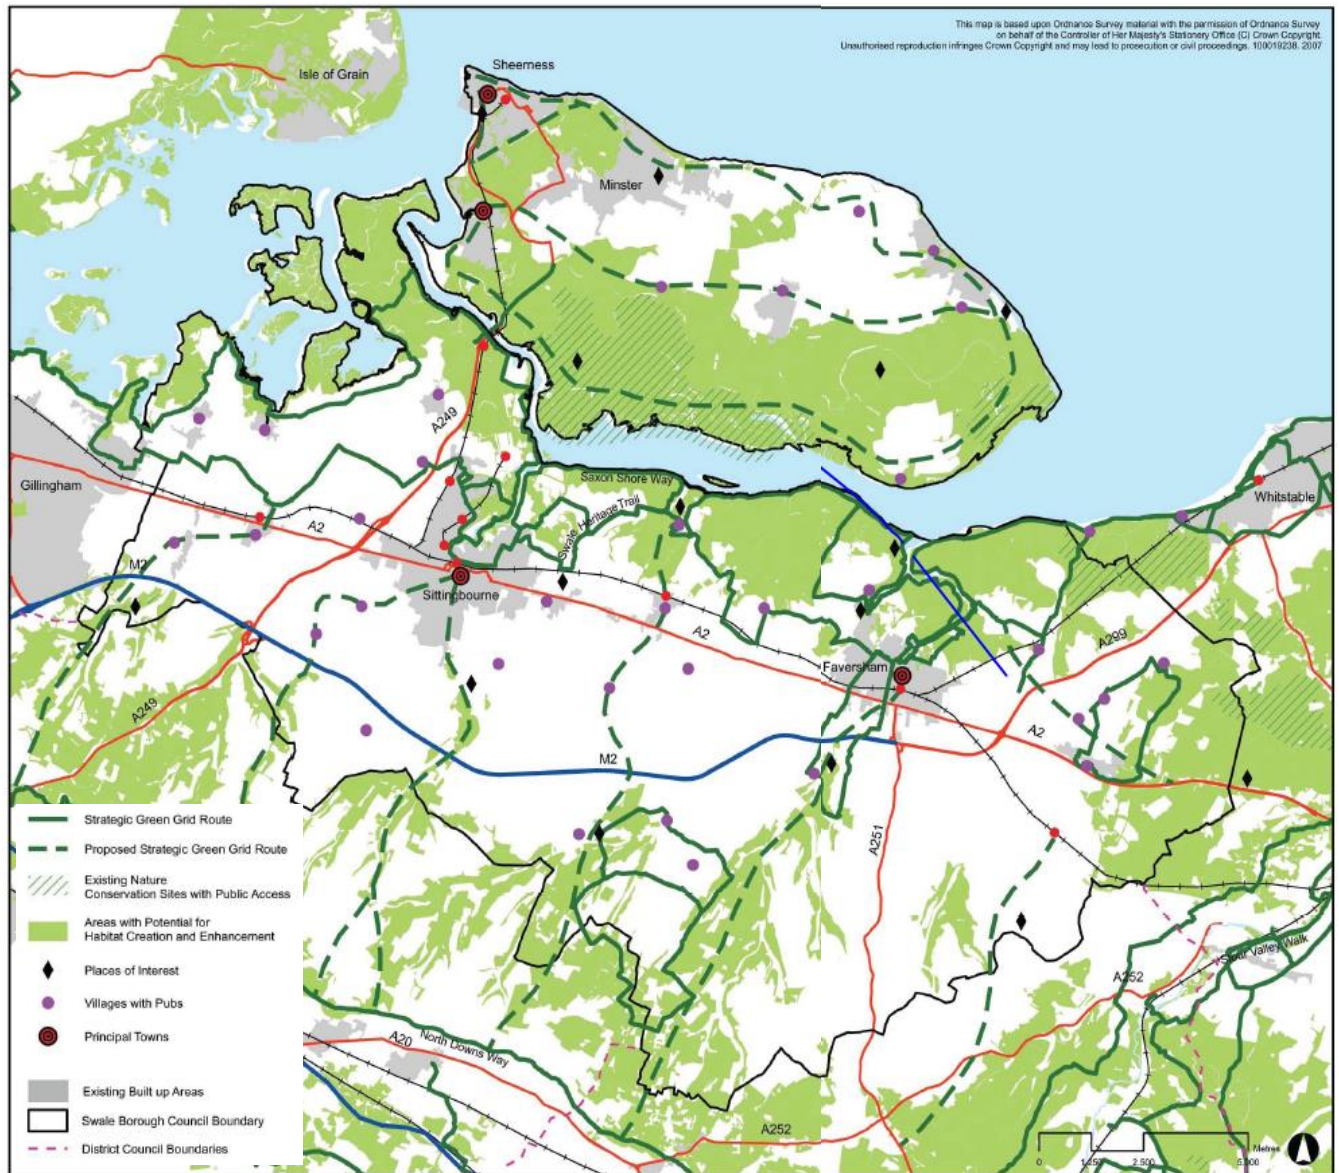 This map is based upon Ordnance Survey material with the permission of Ordnance Survey
on behalf of the Controller of Her Majesty's Stationery Office (C) Crown Copyright.
Unauthorised reproduction infringes Crown Copyright and may lead to prosecution or civil proceedings. 100019238. 2007
Sheerness
Isle of Grain
Minster
A249
Gillingham
Saxon Shore Way
Whitstable
Swale Heritage Trail
A2
M2
Sittingbourne
A2
A299
Faversham
A249
A2
M2
A251
Strategic Green Grid Route
Proposed Strategic Green Grid Route
Existing Nature
Conservation Sites with Public Access
Areas with Potential for
Habitat Creation and Enhancement
Places of Interest
Villages with Pubs
Principal Towns
Existing Built up Areas
Swale Borough Council Boundary
District Council Boundaries
Stour Valley Walk
A252
A20
North Downs Way
A252
Metres
0
1,250
2,500
5,000